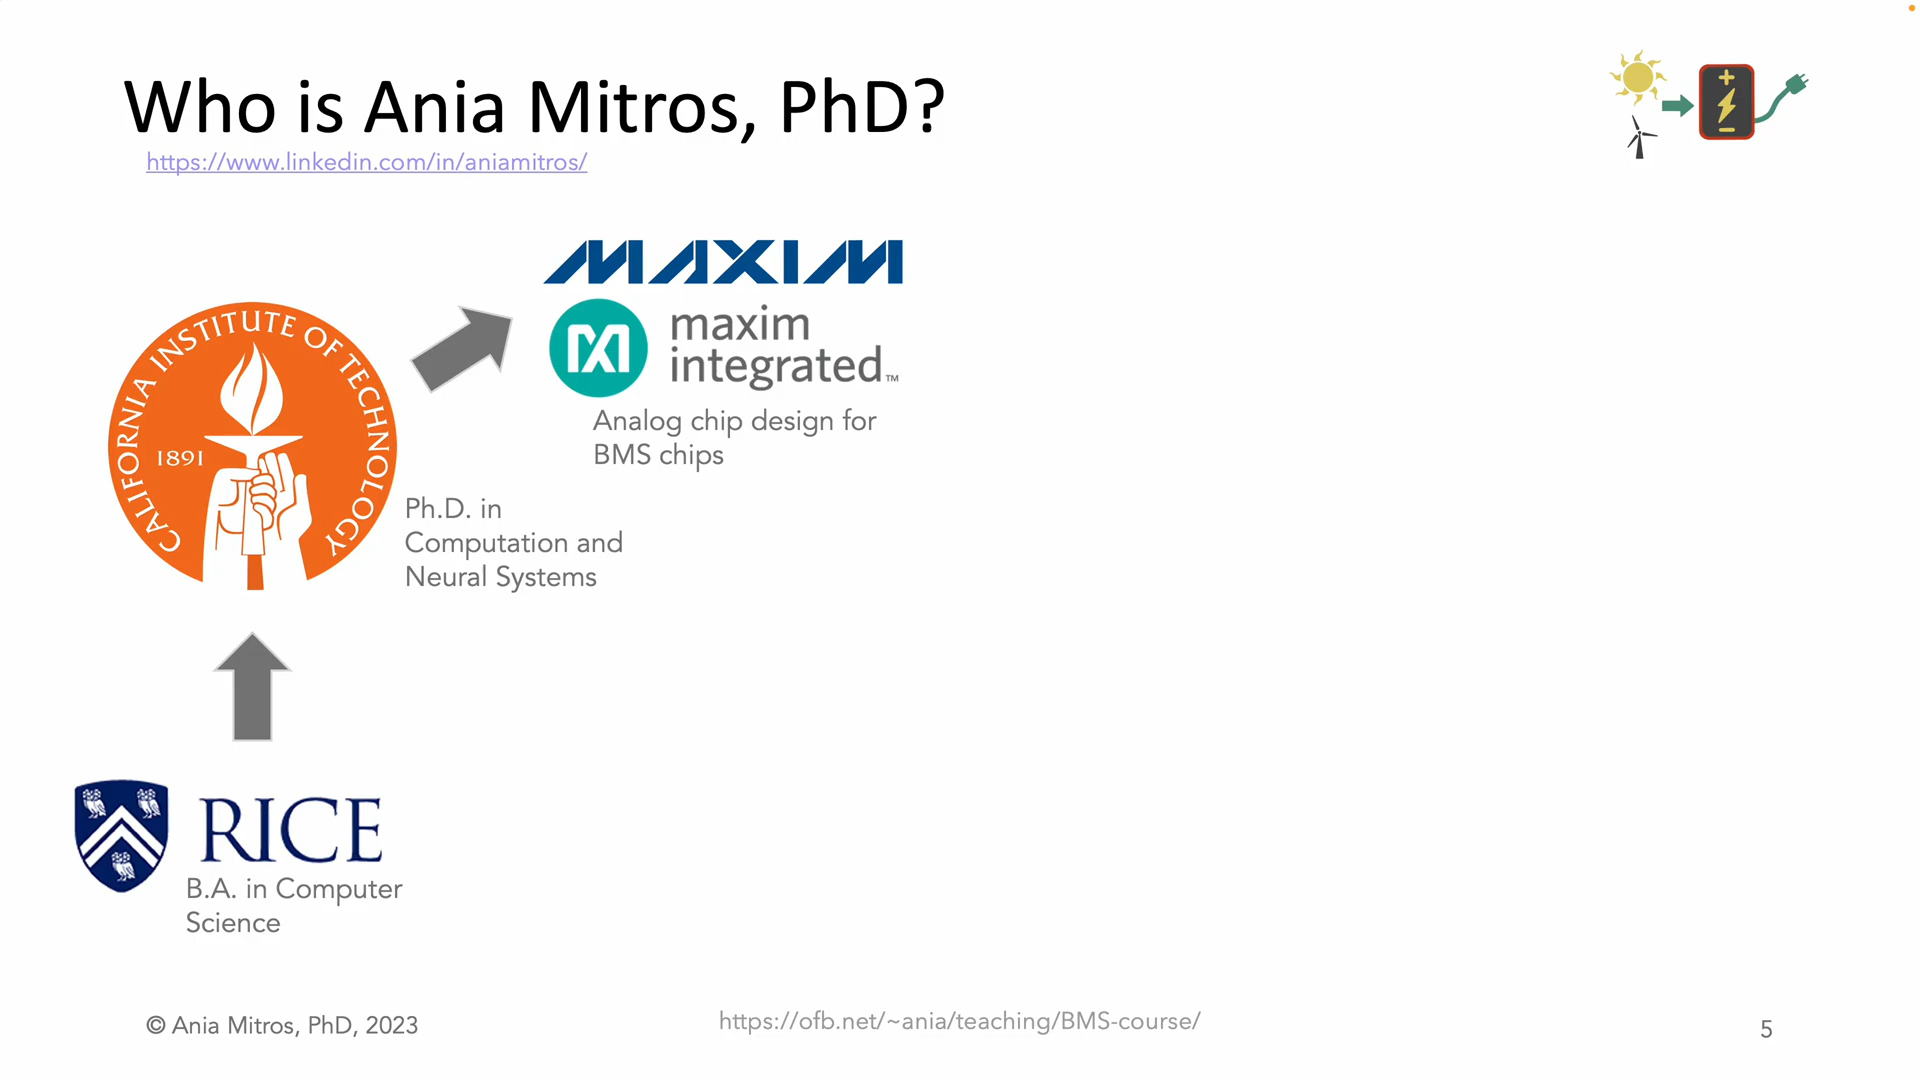 Who is Ania Mitros, PhD?
https://www.linkedin.com/in/aniamitros/
MAXIM
maxim
integrated™
Analog chip design for
BMS chips
CALIFORNIA INSTITUTE OF TECHNOLOGY
1891
Ph.D. in
Computation and
Neural Systems
RICE
B.A. in Computer
Science
© Ania Mitros, PhD, 2023
https://ofb.net/~ania/teaching/BMS-course/
5